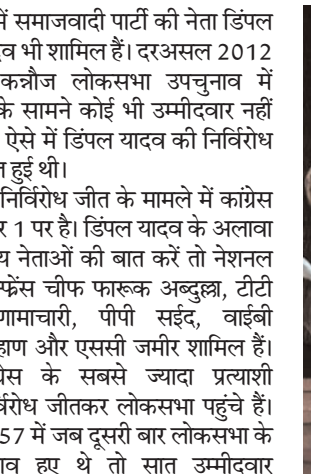 में समाजवादी पार्टी की नेता डिंपल
भी शामिल हैं। दरअसल 2012
कन्नौज लोकसभा उपचुनाव में
के सामने कोई भी उम्मीदवार नहीं
ऐसे में डिंपल यादव की निर्विरोध
हुई थी।
निर्विरोध जीत के मामले में कांग्रेस
1 पर है। डिंपल यादव के अलावा
नेताओं की बात करें तो नेशनल
चीफ फारूक अब्दुल्ला, टीटी
पीपी सईद, वाईबी
और एससी जमीर शामिल हैं।
के सबसे ज्यादा प्रत्याशी
जीतकर लोकसभा पहुंचे हैं।
57 में जब दूसरी बार लोकसभा के
हुए थे तो सात उम्मीदवार